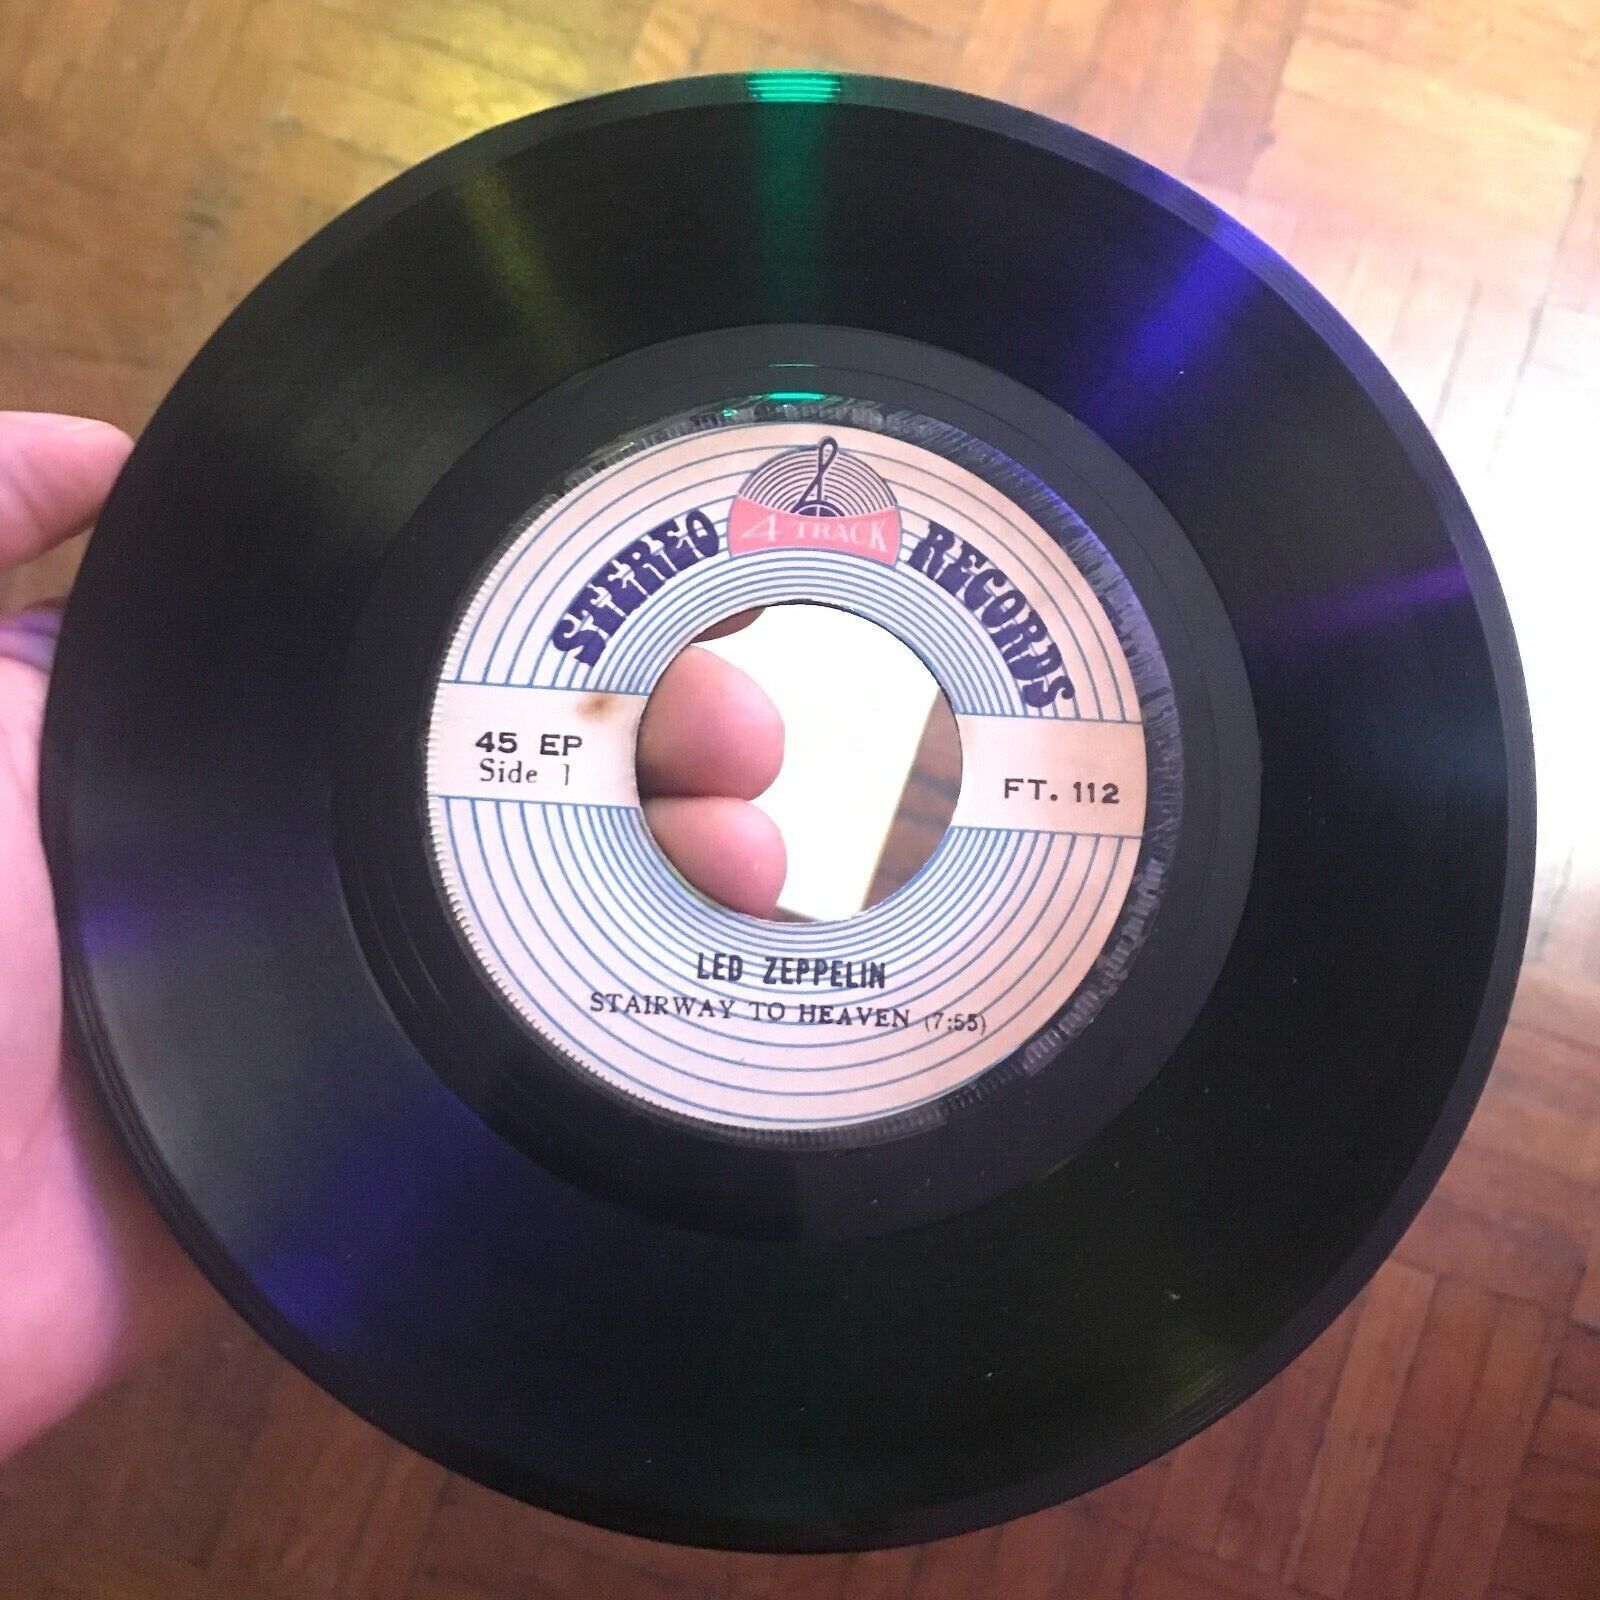 4 TRACK
STEREO RECORDS
45 EP
Side 1
FT. 112
LED ZEPPELIN
STAIRWAY TO HEAVEN (7:55)